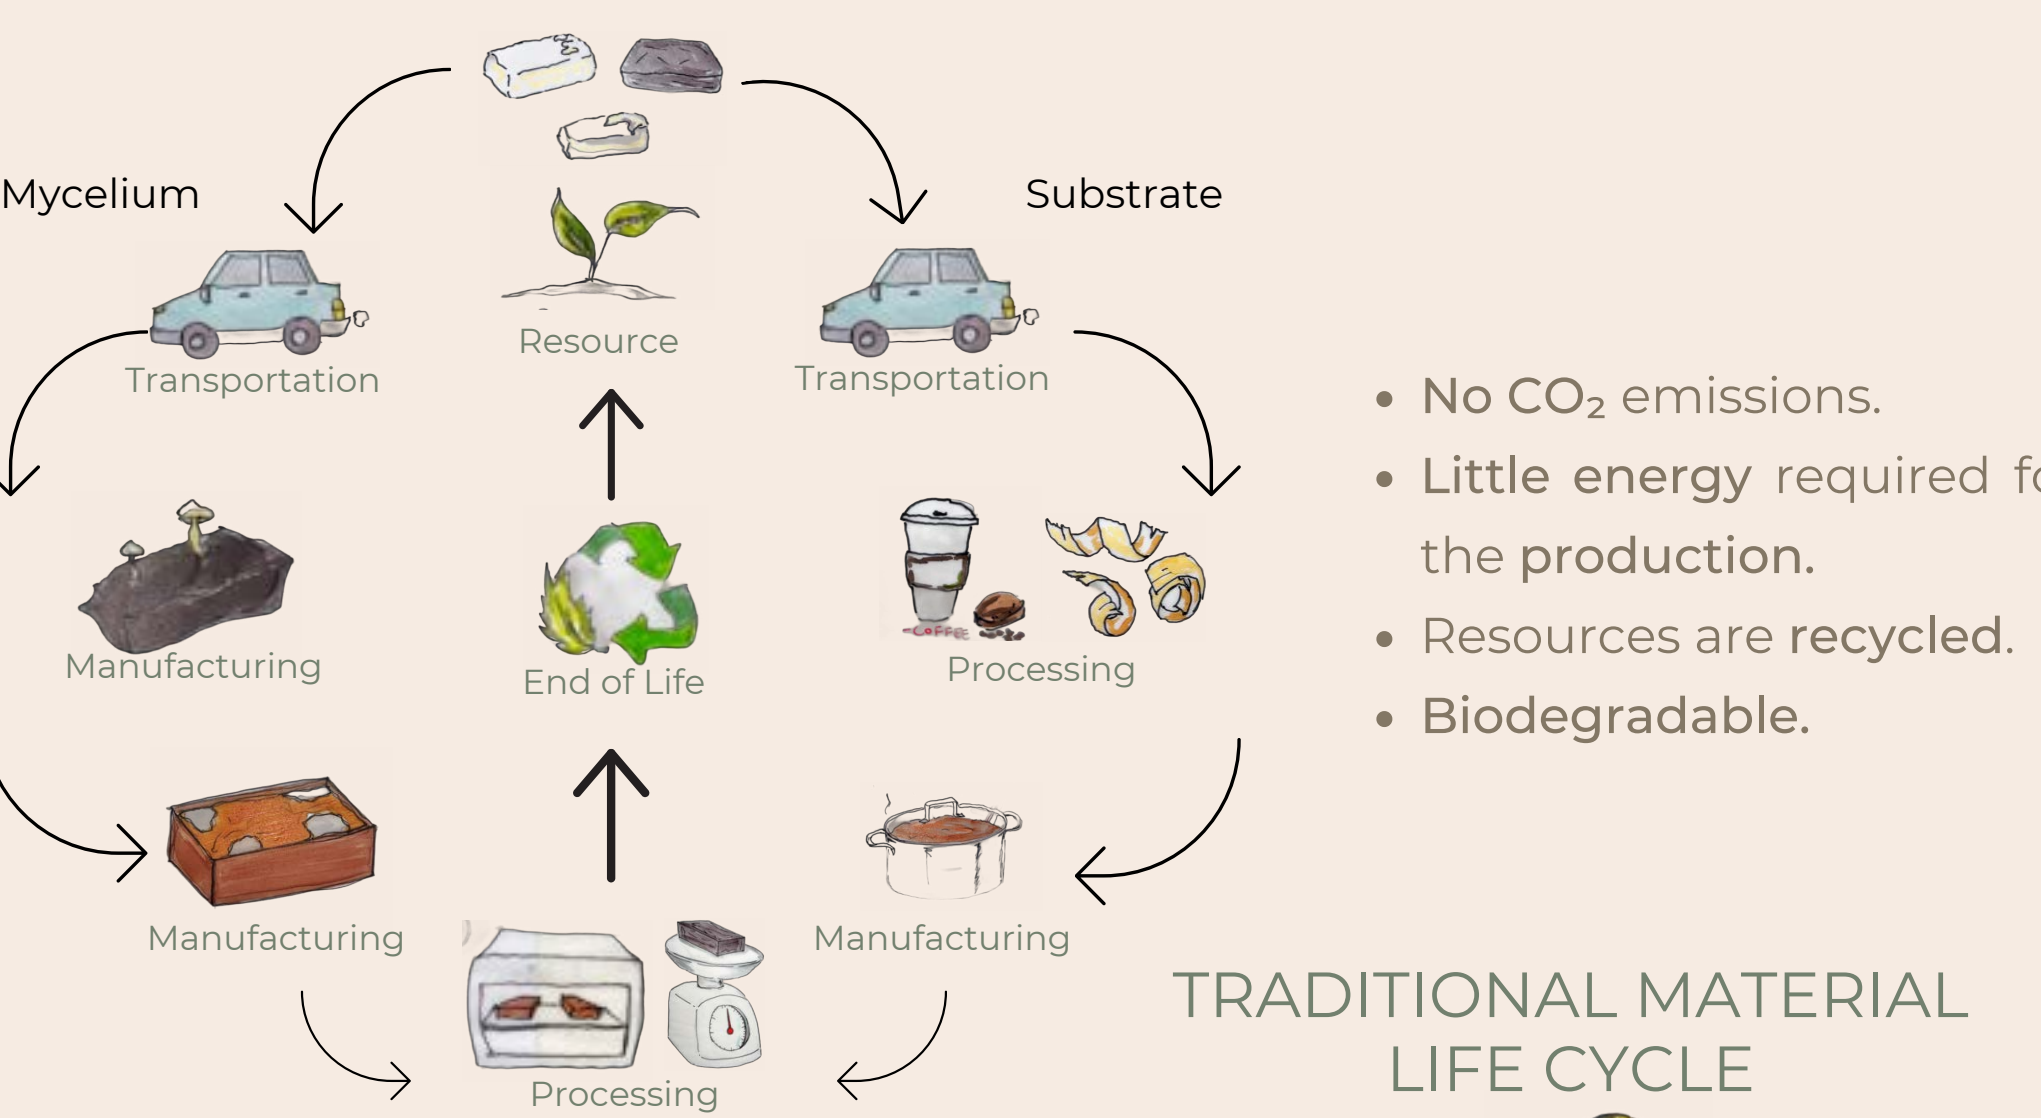 Mycelium
Substrate
Resource
Transportation
Transportation
• No CO₂ emissions.
• Little energy required
the production.
• Resources are recycled.
• Biodegradable.
COFFEE
Manufacturing
End of Life
Processing
Manufacturing
Manufacturing
Processing
TRADITIONAL MATERIAL
LIFE CYCLE